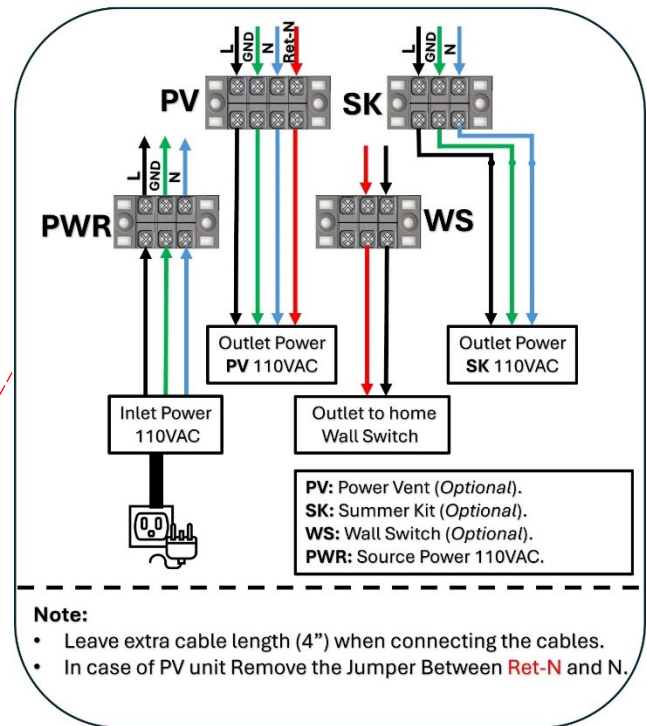 L
GND
N
Ret-N
PV
L
GND
N
SK
L
GND
N
PWR
WS
Outlet Power
PV 110VAC
Outlet Power
SK 110VAC
Inlet Power
110VAC
Outlet to home
Wall Switch
PV: Power Vent (Optional).
SK: Summer Kit (Optional).
WS: Wall Switch (Optional).
PWR: Source Power 110VAC.
Note:
• Leave extra cable length (4”) when connecting the cables.
• In case of PV unit Remove the Jumper Between Ret-N and N.